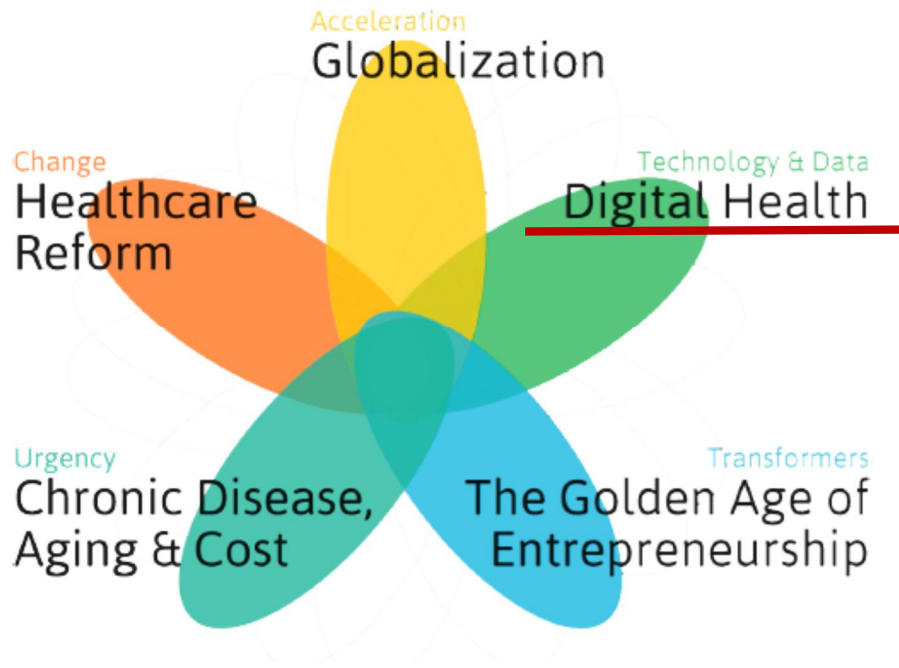 Acceleration
Globalization
Change
Healthcare
Reform
Technology & Data
Digital Health
Urgency
Chronic Disease,
Aging & Cost
Transformers
The Golden Age of
Entrepreneurship